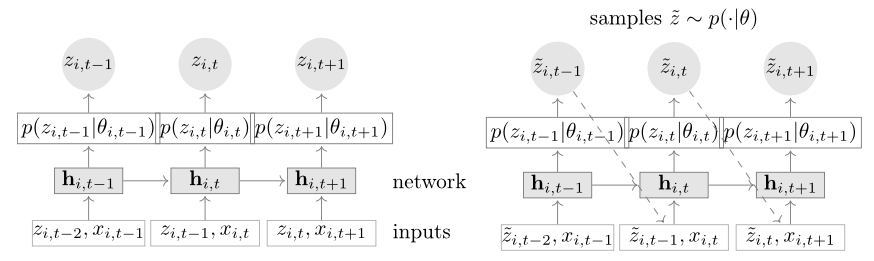 samples z̃ ∼ p(·|θ)
z_{i,t−1} z_{i,t} z_{i,t+1}
p(z_{i,t−1}|θ_{i,t−1}) p(z_{i,t}|θ_{i,t}) p(z_{i,t+1}|θ_{i,t+1})
h_{i,t−1} h_{i,t} h_{i,t+1} network
z_{i,t−2}, x_{i,t−1} z_{i,t−1}, x_{i,t} z_{i,t}, x_{i,t+1} inputs
z̃_{i,t−1} z̃_{i,t} z̃_{i,t+1}
p(z_{i,t−1}|θ_{i,t−1}) p(z_{i,t}|θ_{i,t}) p(z_{i,t+1}|θ_{i,t+1})
h_{i,t−1} h_{i,t} h_{i,t+1}
z̃_{i,t−2}, x_{i,t−1} z̃_{i,t−1}, x_{i,t} z̃_{i,t}, x_{i,t+1}